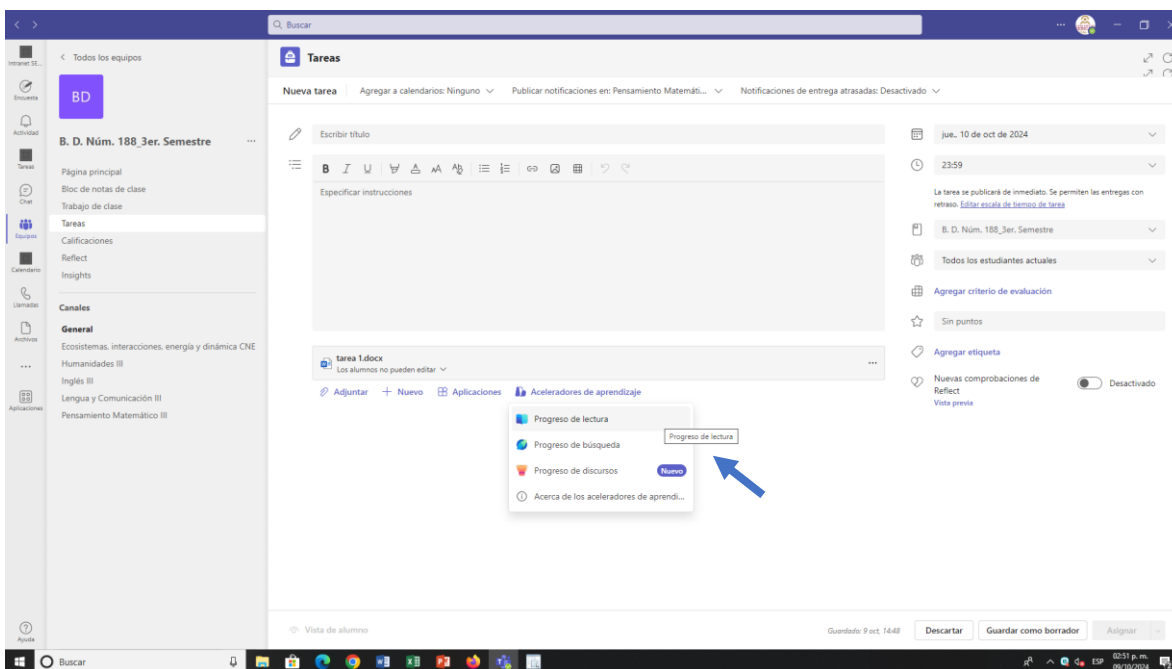 Buscar
Intranet SE...
Encuesta
Actividad
Tareas
Chat
Equipos
Calendario
Llamadas
Archivos
Aplicaciones
Ayuda
Todos los equipos
BD
B. D. Núm. 188_3er. Semestre
Página principal
Bloc de notas de clase
Trabajo de clase
Tareas
Calificaciones
Reflect
Insights
Canales
General
Ecosistemas, interacciones, energía y dinámica CNE
Humanidades III
Inglés III
Lengua y Comunicación III
Pensamiento Matemático III
Tareas
Nueva tarea Agregar a calendarios: Ninguno Publicar notificaciones en: Pensamiento Matemáti... Notificaciones de entrega atrasadas: Desactivado
Escribir título
B I U
Especificar instrucciones
tarea 1.docx
Los alumnos no pueden editar
Adjuntar Nuevo Aplicaciones Aceleradores de aprendizaje
Progreso de lectura
Progreso de lectura
Progreso de búsqueda
Progreso de discursos Nuevo
Acerca de los aceleradores de aprendi...
jue., 10 de oct de 2024
23:59
La tarea se publicará de inmediato. Se permiten las entregas con
retraso. Editar escala de tiempo de tarea
B. D. Núm. 188_3er. Semestre
Todos los estudiantes actuales
Agregar criterio de evaluación
Sin puntos
Agregar etiqueta
Nuevas comprobaciones de
Reflect
Desactivado
Vista previa
Vista de alumno
Guardado: 9 oct, 14:48 Descartar Guardar como borrador Asignar
Buscar
ESP
02:51 p. m.
09/10/2024